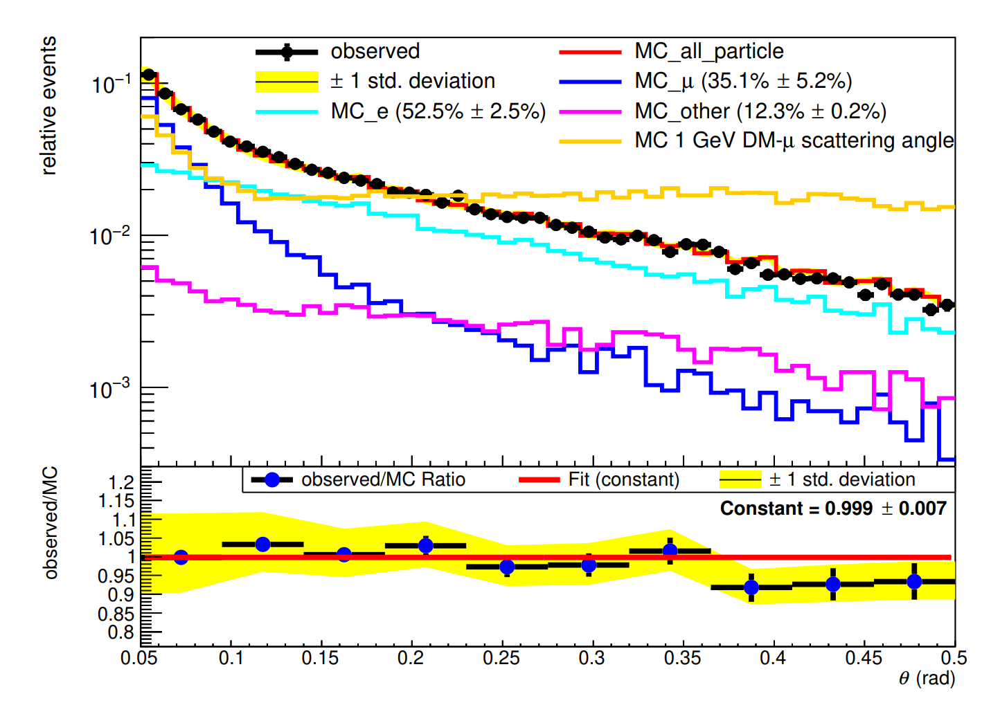 relative events
observed
MC_all_particle
± 1 std. deviation
MC_μ (35.1% ± 5.2%)
MC_e (52.5% ± 2.5%)
MC_other (12.3% ± 0.2%)
MC 1 GeV DM-μ scattering angle
10⁻¹
10⁻²
10⁻³
observed/MC
observed/MC Ratio
Fit (constant)
± 1 std. deviation
Constant = 0.999 ± 0.007
1.2
1.15
1.1
1.05
1
0.95
0.9
0.85
0.8
0.05 0.1 0.15 0.2 0.25 0.3 0.35 0.4 0.45 0.5
θ (rad)